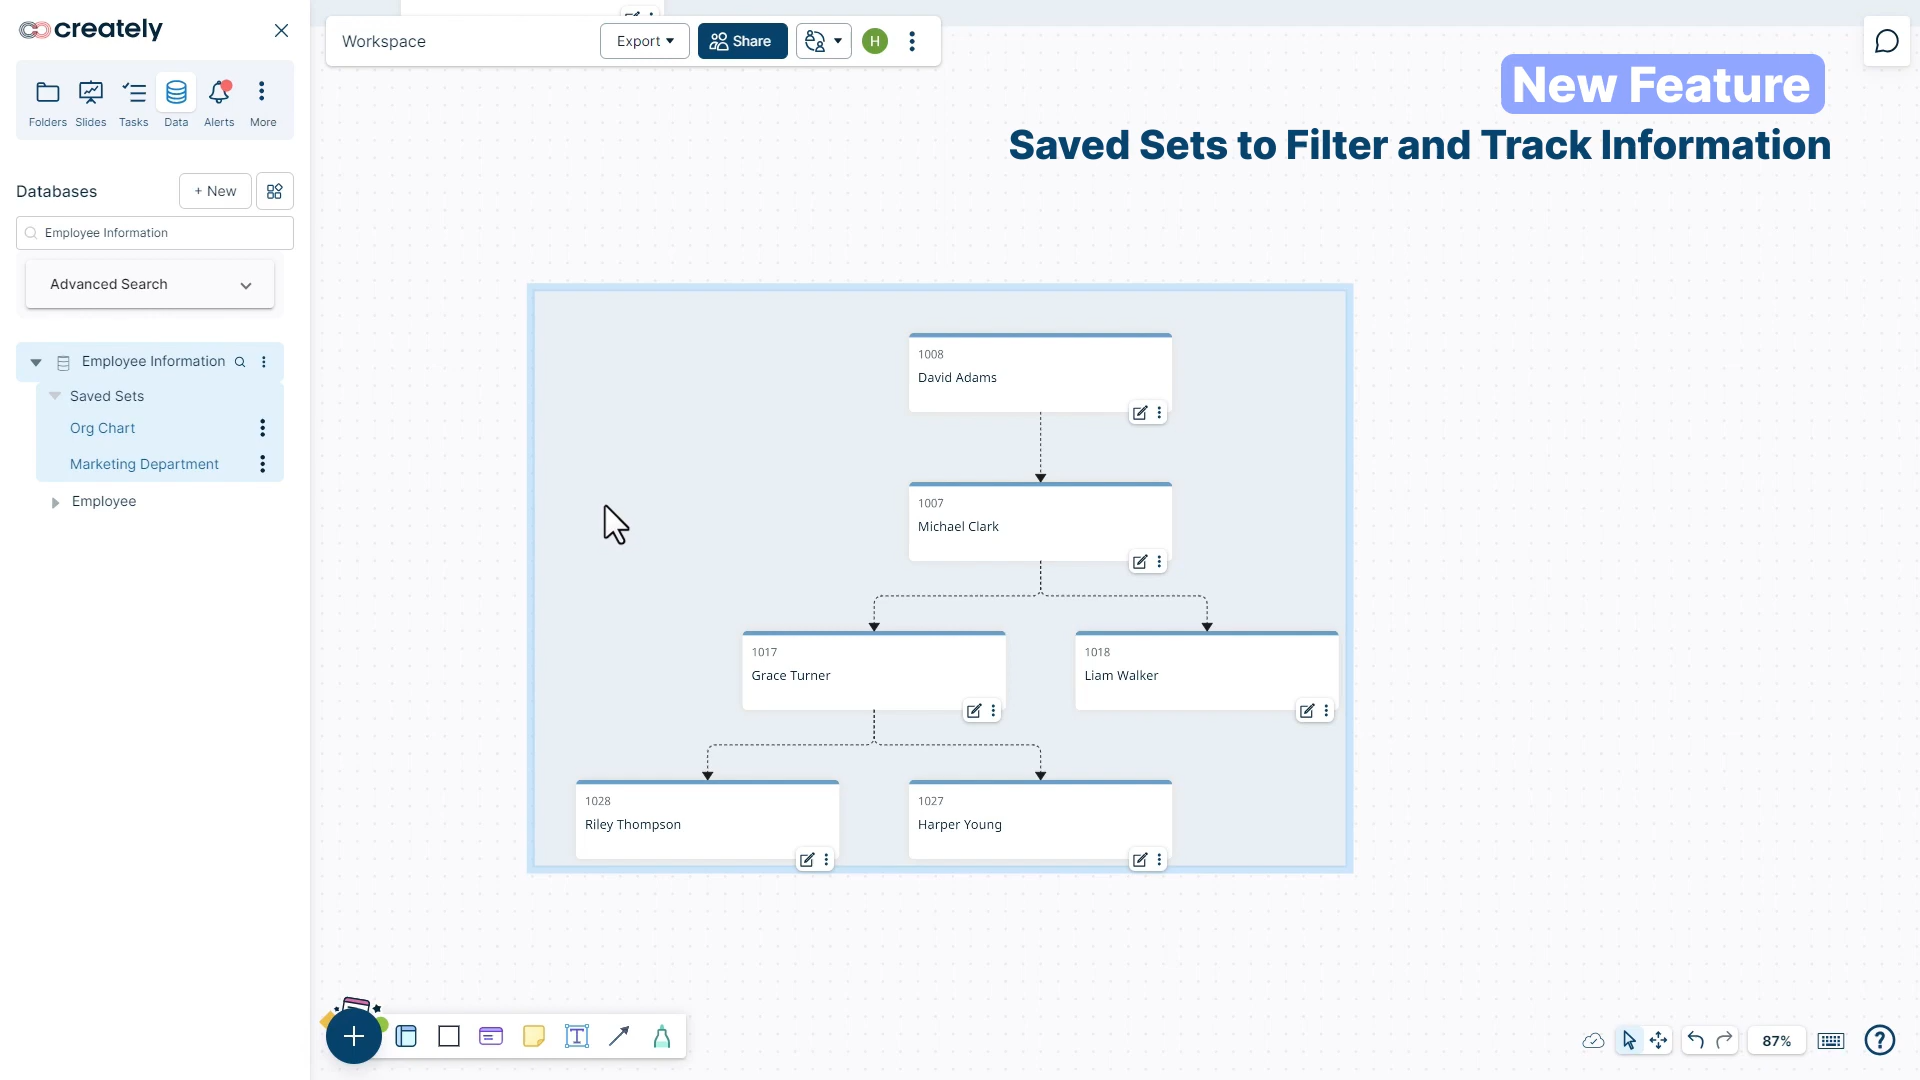 creately
Workspace
Export
Share
H
Folders
Slides
Tasks
Data
Alerts
More
New Feature
Saved Sets to Filter and Track Information
Databases
+ New
Employee Information
Advanced Search
Employee Information
Saved Sets
Org Chart
Marketing Department
Employee
1008
David Adams
1007
Michael Clark
1017
Grace Turner
1018
Liam Walker
1028
Riley Thompson
1027
Harper Young
T
87%
?